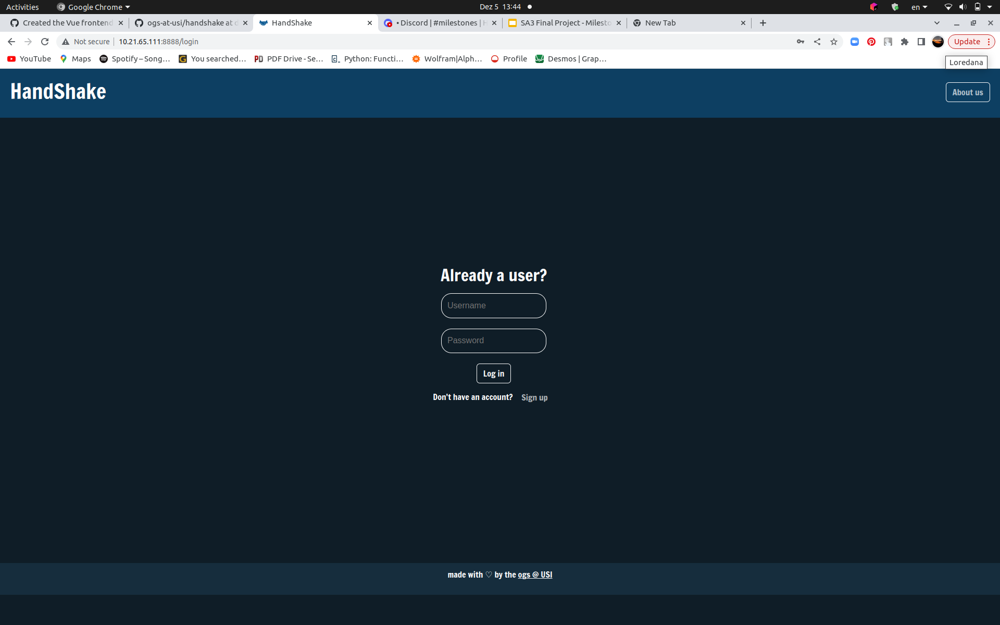 Activities Google Chrome Dez 5 13:44 en
Created the Vue frontend ogs-at-usi/handshake at d HandShake • Discord | #milestones | H SA3 Final Project - Milesto New Tab
Not secure 10.21.65.111:8888/login Update
YouTube Maps Spotify – Song… You searched… PDF Drive - Se… Python: Functi… Wolfram|Alph… Profile Desmos | Grap…
Loredana
HandShake
About us
Already a user?
Username
Password
Log in
Don't have an account? Sign up
made with ♡ by the ogs @ USI